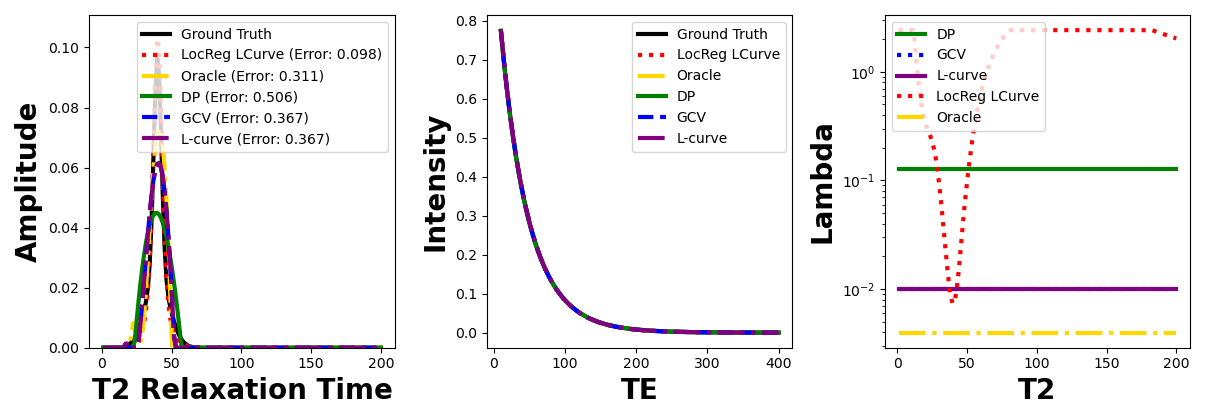 Amplitude
0.10
0.08
0.06
0.04
0.02
0.00
0
50
100
150
200
T2 Relaxation Time
Ground Truth
LocReg LCurve (Error: 0.098)
Oracle (Error: 0.311)
DP (Error: 0.506)
GCV (Error: 0.367)
L-curve (Error: 0.367)
Intensity
0.8
0.7
0.6
0.5
0.4
0.3
0.2
0.1
0.0
0
100
200
300
400
TE
Ground Truth
LocReg LCurve
Oracle
DP
GCV
L-curve
Lambda
10⁰
10⁻¹
10⁻²
0
50
100
150
200
T2
DP
GCV
L-curve
LocReg LCurve
Oracle